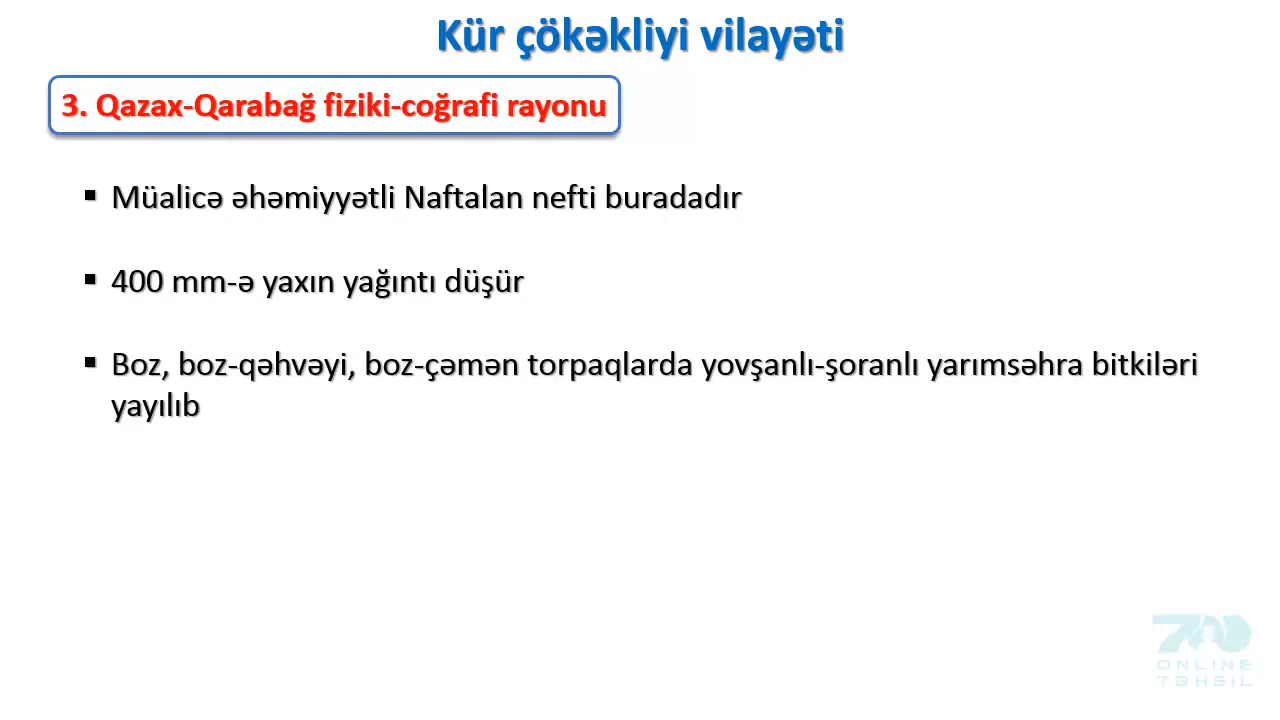 Kür çökəkliyi vilayəti
3. Qazax-Qarabağ fiziki-coğrafi rayonu
▪ Müalicə əhəmiyyətli Naftalan nefti buradadır
▪ 400 mm-ə yaxın yağıntı düşür
▪ Boz, boz-qəhvəyi, boz-çəmən torpaqlarda yovşanlı-şoranlı yarımsəhra bitkiləri
yayılıb
700
ONLINE
TƏHSİL